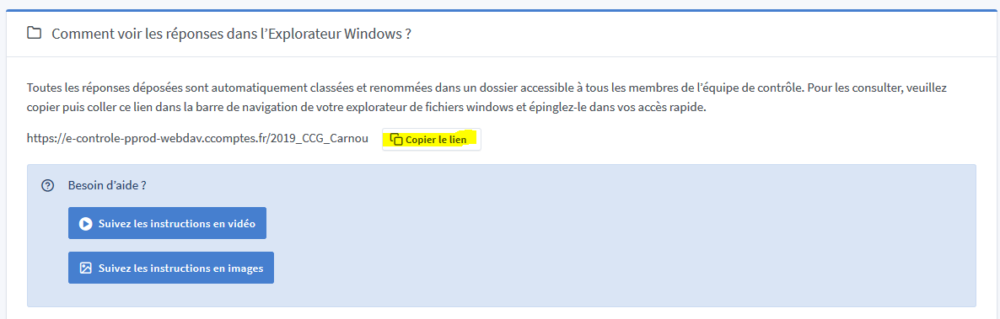 Comment voir les réponses dans l’Explorateur Windows ?
Toutes les réponses déposées sont automatiquement classées et renommées dans un dossier accessible à tous les membres de l’équipe de contrôle. Pour les consulter, veuillez
copier puis coller ce lien dans la barre de navigation de votre explorateur de fichiers windows et épinglez-le dans vos accès rapide.
https://e-controle-pprod-webdav.ccomptes.fr/2019_CCG_Carnou Copier le lien
Besoin d’aide ?
Suivez les instructions en vidéo
Suivez les instructions en images